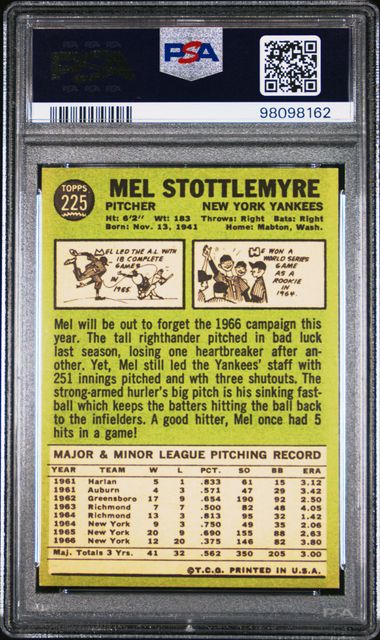 PSA
98098162
TOPPS
225
MEL STOTTLEMYRE
PITCHER NEW YORK YANKEES
Ht: 6'2" Wt: 183 Throws: Right Bats: Right
Born: Nov. 13, 1941 Home: Mabton, Wash.
MEL LED THE A.L. WITH
18 COMPLETE
GAMES
IN
1965.
HE WON A
WORLD SERIES
GAME
AS A
ROOKIE
IN
1964.
Mel will be out to forget the 1966 campaign this
year. The tall righthander pitched in bad luck
last season, losing one heartbreaker after an-
other. Yet, Mel still led the Yankees' staff with
251 innings pitched and wth three shutouts. The
strong-armed hurler's big pitch is his sinking fast-
ball which keeps the batters hitting the ball back
to the infielders. A good hitter, Mel once had 5
hits in a game!
MAJOR & MINOR LEAGUE PITCHING RECORD
YEAR TEAM W L PCT. SO BB ERA
1961 Harlan 5 1 .833 61 15 3.12
1961 Auburn 4 3 .571 47 29 3.42
1962 Greensboro 17 9 .654 190 92 2.50
1963 Richmond 7 7 .500 82 48 4.05
1964 Richmond 13 3 .813 95 32 1.42
1964 New York 9 3 .750 49 35 2.06
1965 New York 20 9 .690 155 88 2.63
1966 New York 12 20 .375 146 82 3.80
Maj. Totals 3 Yrs. 41 32 .562 350 205 3.00
©T.C.G. PRINTED IN U.S.A.